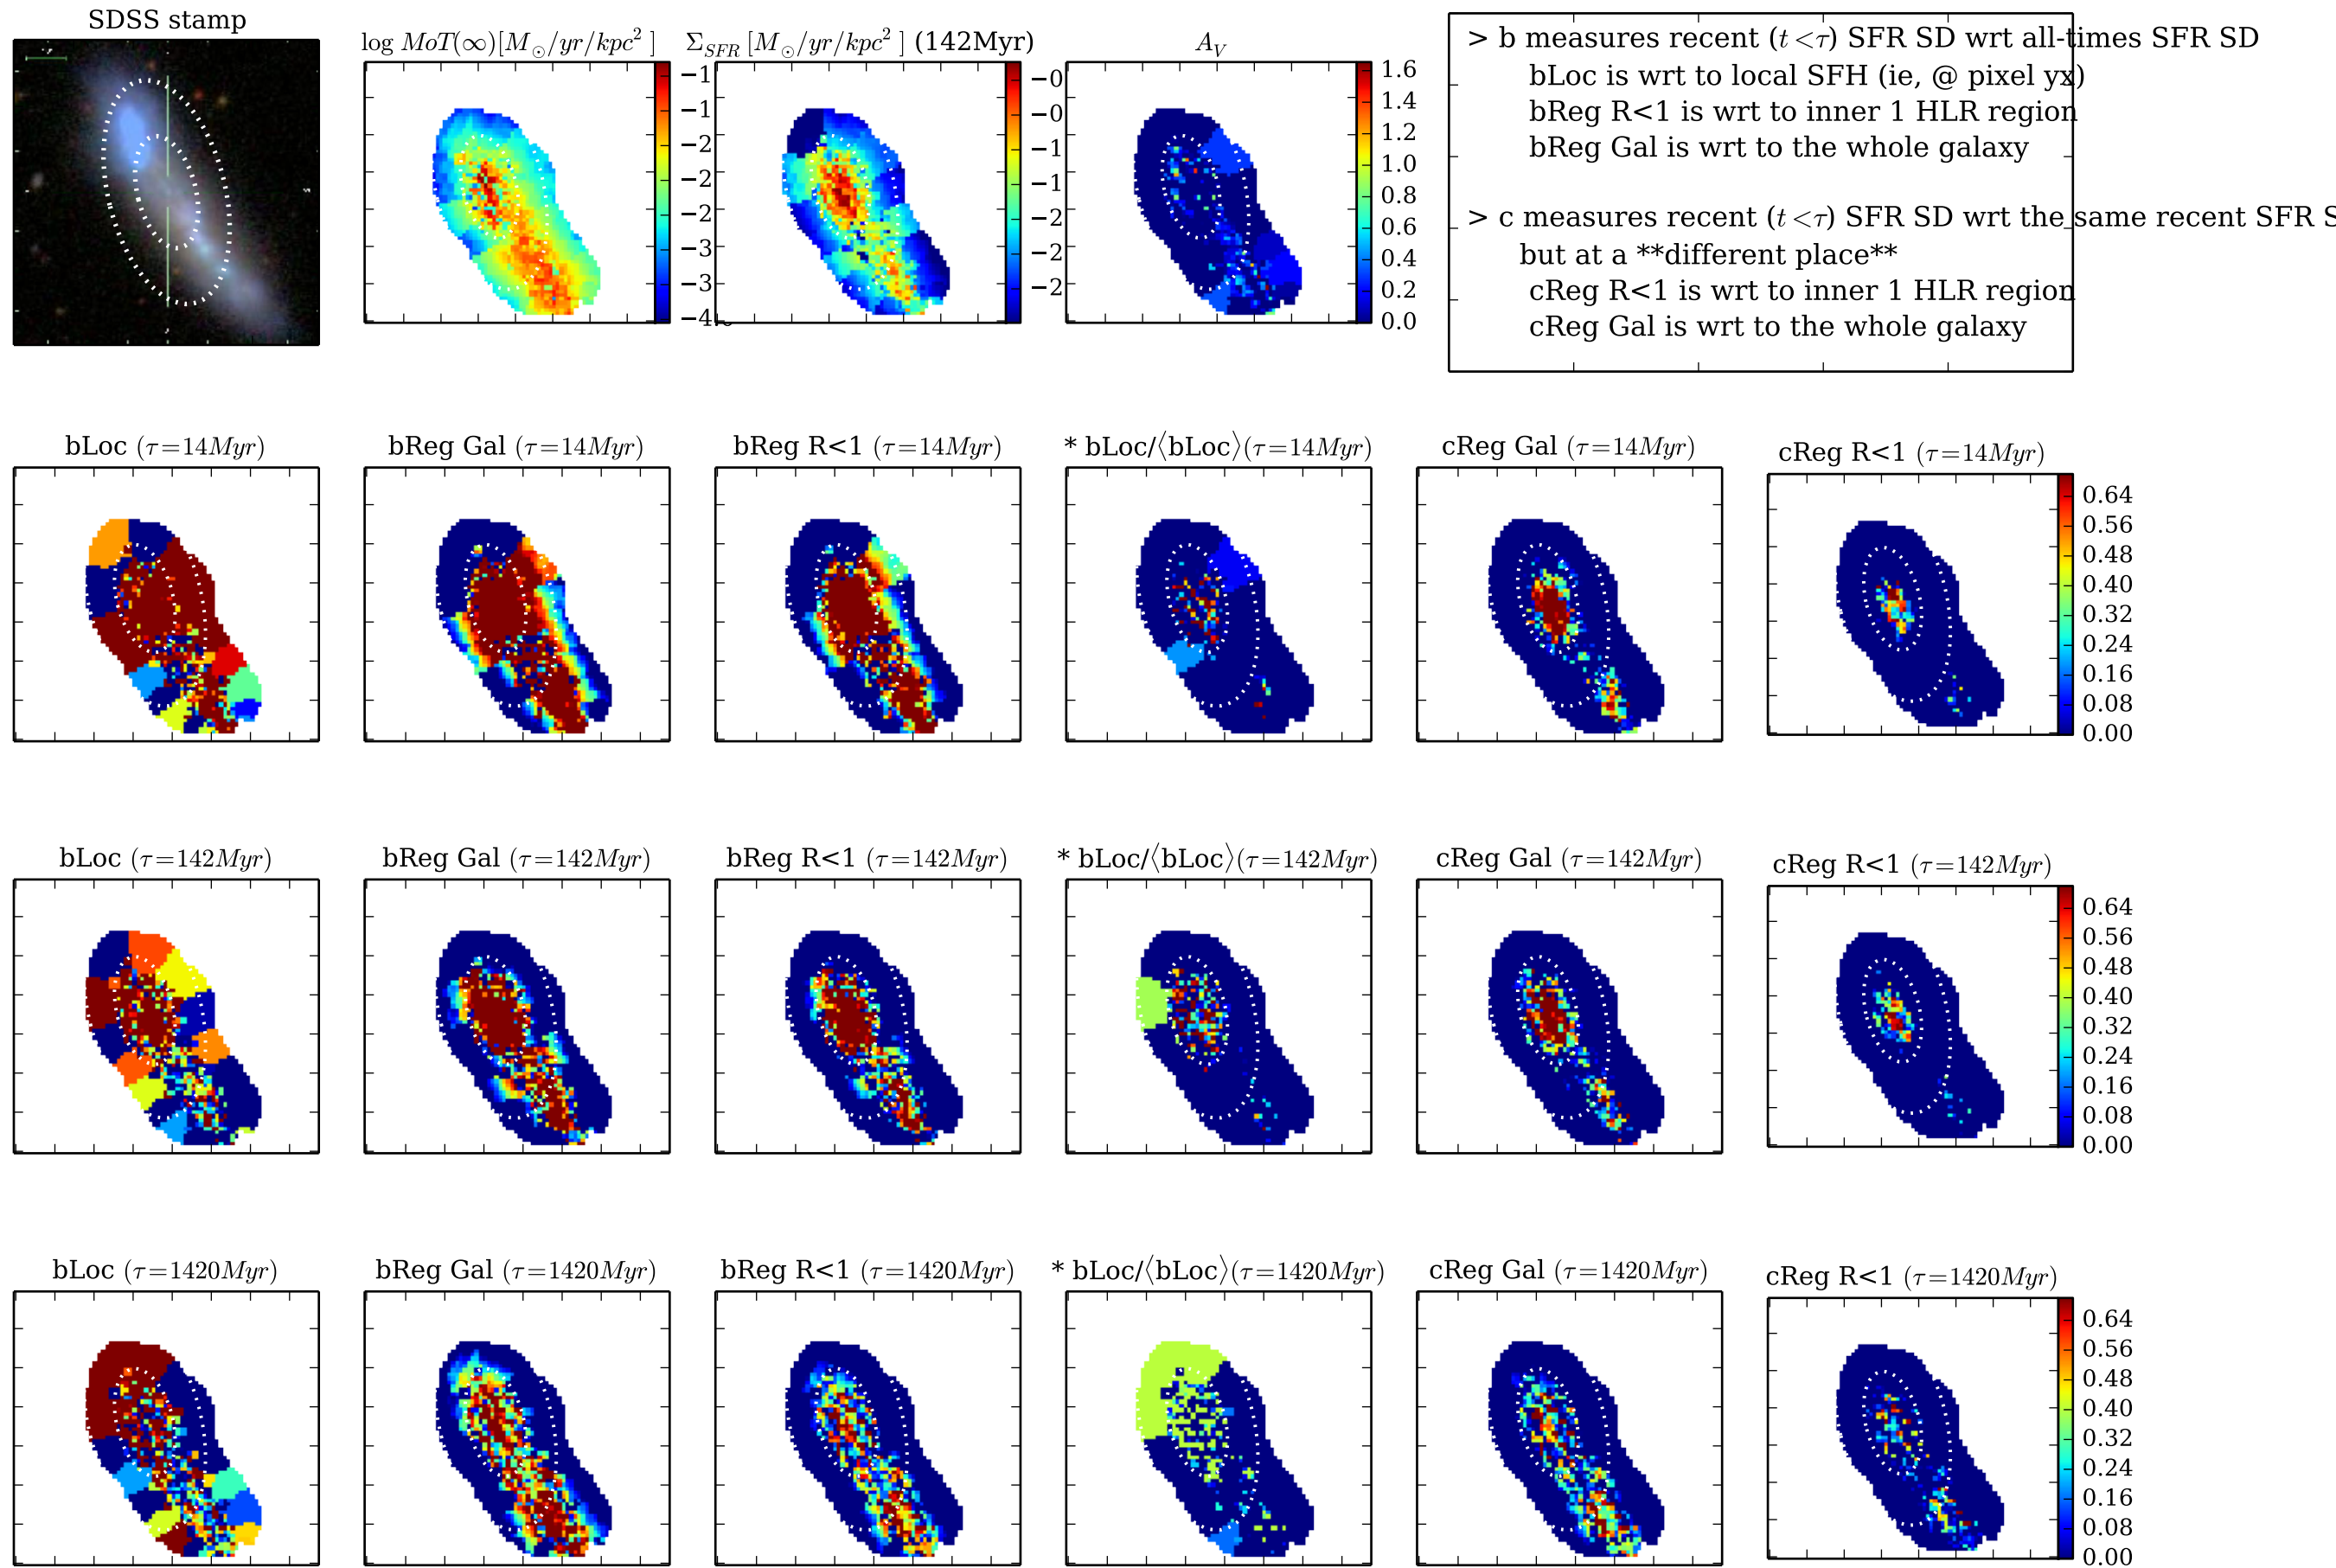 SDSS stamp
log MoT(∞)[M⊙/yr/kpc² ]
Σ_SFR [M⊙/yr/kpc² ] (142Myr)
A_V
−1
−1
−2
−2
−2
−3
−3
−4
−0
−0
−1
−1
−2
−2
−2
1.6
1.4
1.2
1.0
0.8
0.6
0.4
0.2
0.0
> b measures recent (t<τ) SFR SD wrt all-times SFR SD
bLoc is wrt to local SFH (ie, @ pixel yx)
bReg R<1 is wrt to inner 1 HLR region
bReg Gal is wrt to the whole galaxy
> c measures recent (t<τ) SFR SD wrt the same recent SFR S
but at a **different place**
cReg R<1 is wrt to inner 1 HLR region
cReg Gal is wrt to the whole galaxy
bLoc (τ=14Myr)
bReg Gal (τ=14Myr)
bReg R<1 (τ=14Myr)
* bLoc/⟨bLoc⟩(τ=14Myr)
cReg Gal (τ=14Myr)
cReg R<1 (τ=14Myr)
0.64
0.56
0.48
0.40
0.32
0.24
0.16
0.08
0.00
bLoc (τ=142Myr)
bReg Gal (τ=142Myr)
bReg R<1 (τ=142Myr)
* bLoc/⟨bLoc⟩(τ=142Myr)
cReg Gal (τ=142Myr)
cReg R<1 (τ=142Myr)
0.64
0.56
0.48
0.40
0.32
0.24
0.16
0.08
0.00
bLoc (τ=1420Myr)
bReg Gal (τ=1420Myr)
bReg R<1 (τ=1420Myr)
* bLoc/⟨bLoc⟩(τ=1420Myr)
cReg Gal (τ=1420Myr)
cReg R<1 (τ=1420Myr)
0.64
0.56
0.48
0.40
0.32
0.24
0.16
0.08
0.00